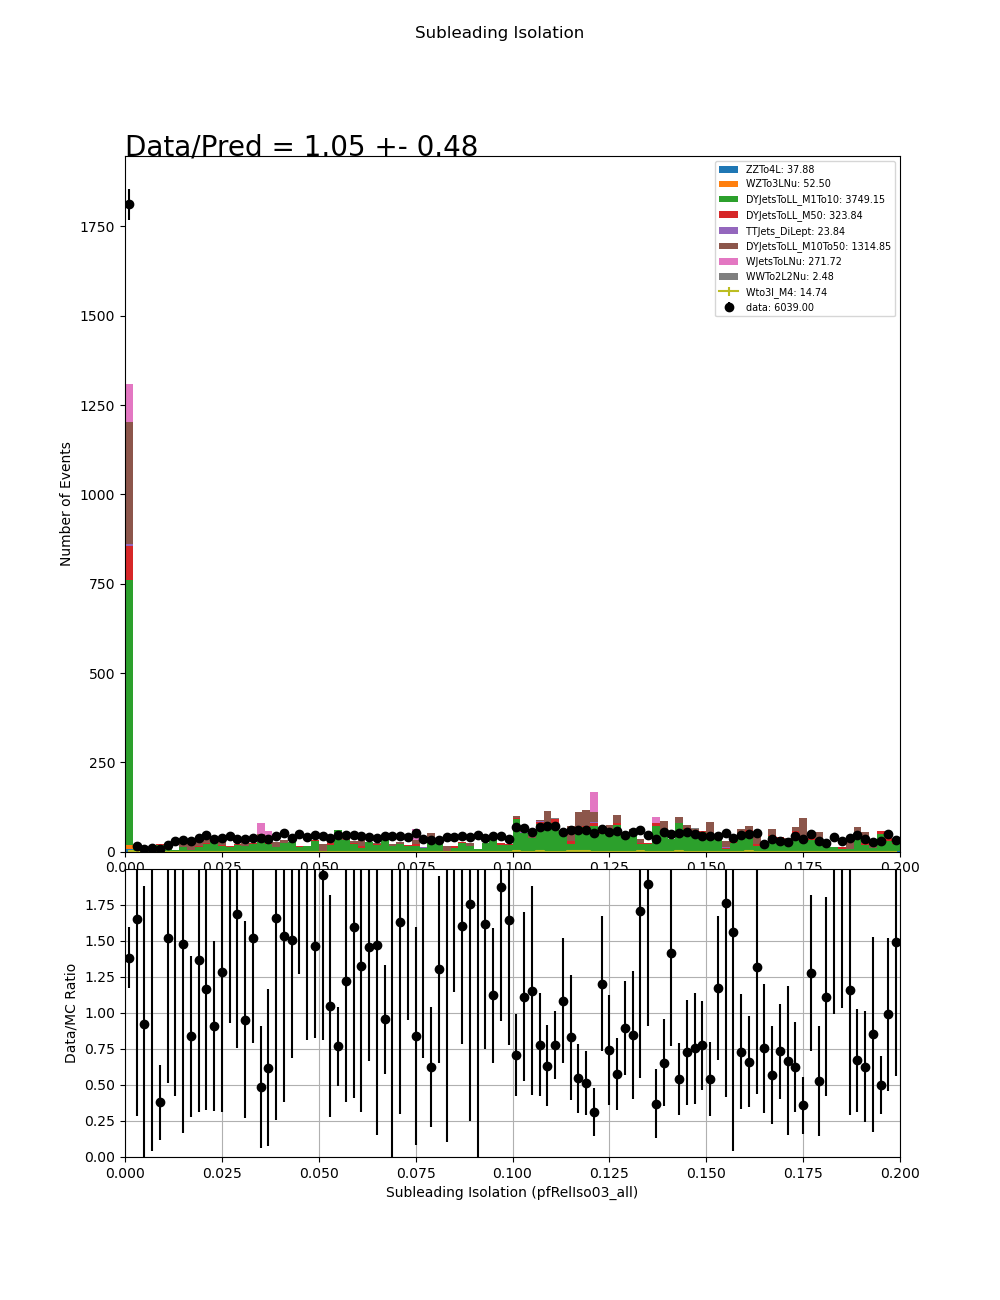 Subleading Isolation
Data/Pred = 1.05 +- 0.48
ZZTo4L: 37.88
WZTo3LNu: 52.50
DYJetsToLL_M1To10: 3749.15
DYJetsToLL_M50: 323.84
TTJets_DiLept: 23.84
DYJetsToLL_M10To50: 1314.85
WJetsToLNu: 271.72
WWTo2L2Nu: 2.48
Wto3l_M4: 14.74
data: 6039.00
1750
1500
1250
1000
750
500
250
0
Number of Events
0.000 0.025 0.050 0.075 0.100 0.125 0.150 0.175 0.200
1.75
1.50
1.25
1.00
0.75
0.50
0.25
0.00
Data/MC Ratio
0.000 0.025 0.050 0.075 0.100 0.125 0.150 0.175 0.200
Subleading Isolation (pfRelIso03_all)